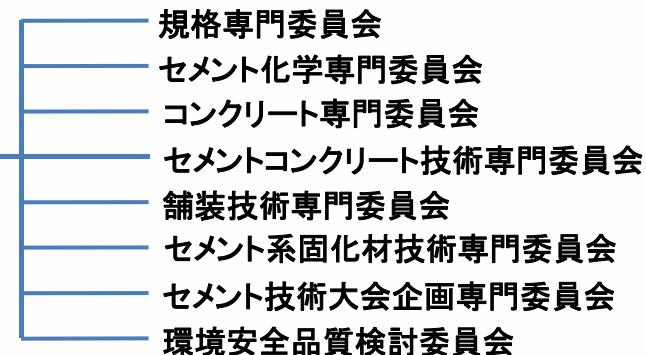 規格専門委員会
セメント化学専門委員会
コンクリート専門委員会
セメントコンクリート技術専門委員会
舗装技術専門委員会
セメント系固化材技術専門委員会
セメント技術大会企画専門委員会
環境安全品質検討委員会